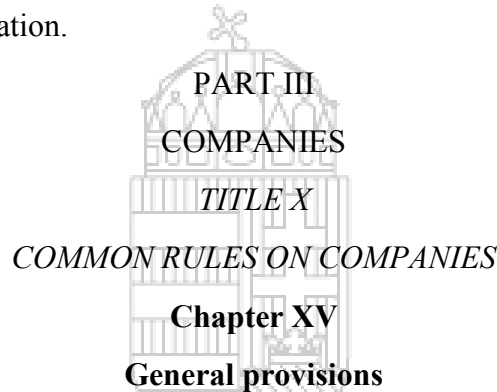 ation.
PART III
COMPANIES
TITLE X
COMMON RULES ON COMPANIES
Chapter XV
General provisions